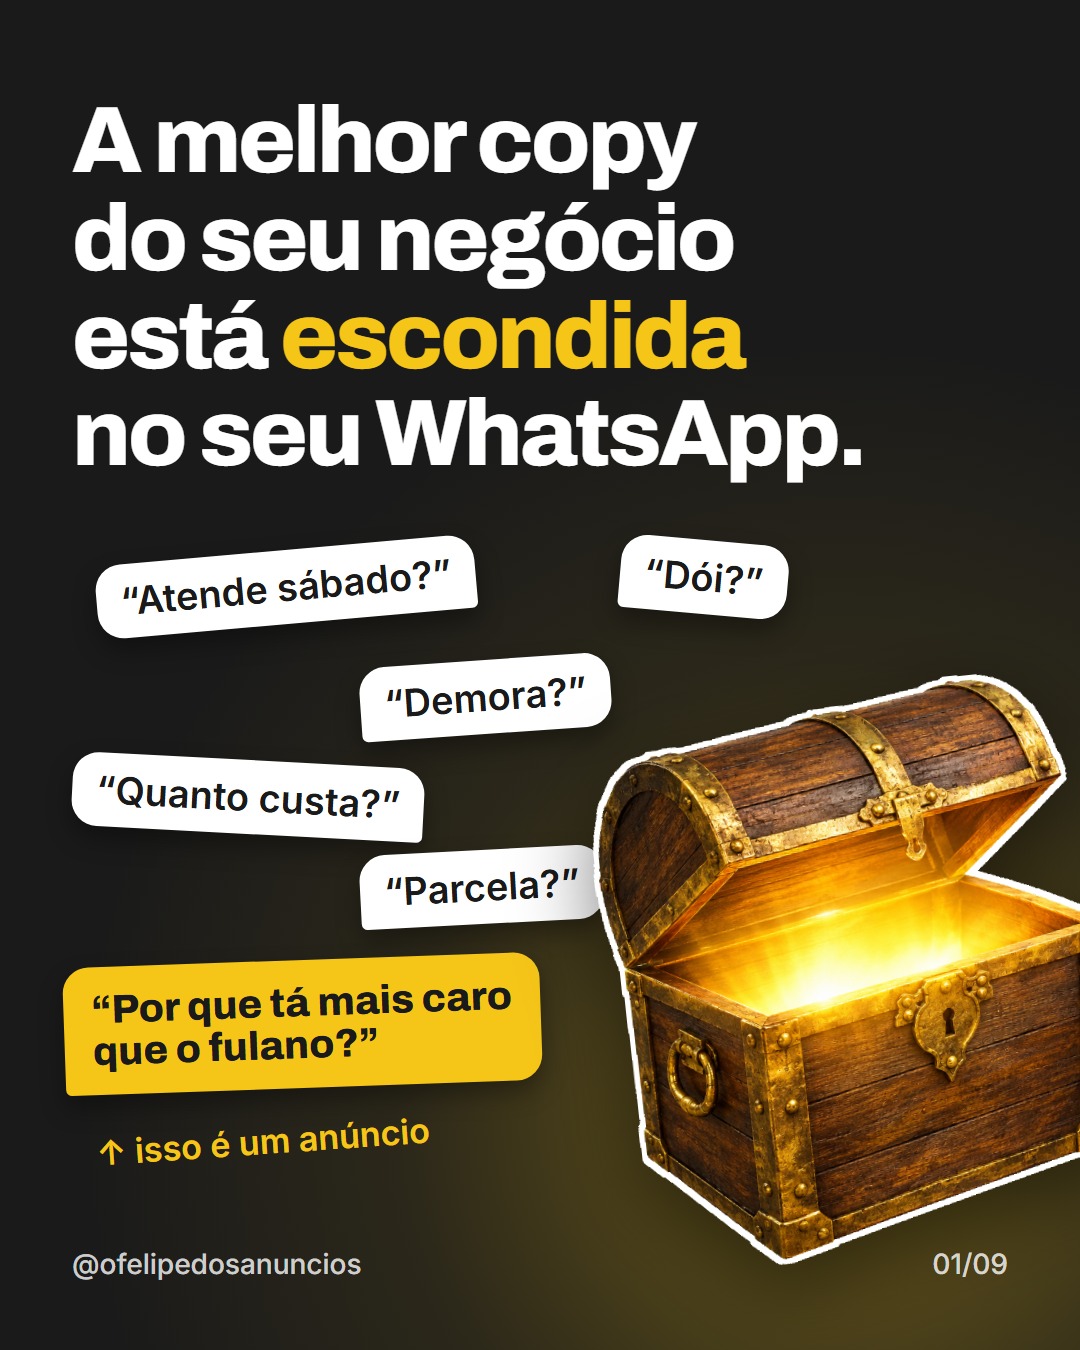 A melhor copy
do seu negócio
está escondida
no seu WhatsApp.
“Atende sábado?”
“Dói?”
“Demora?”
“Quanto custa?”
“Parcela?”
“Por que tá mais caro
que o fulano?”
↑ isso é um anúncio
@ofelipedosanuncios
01/09